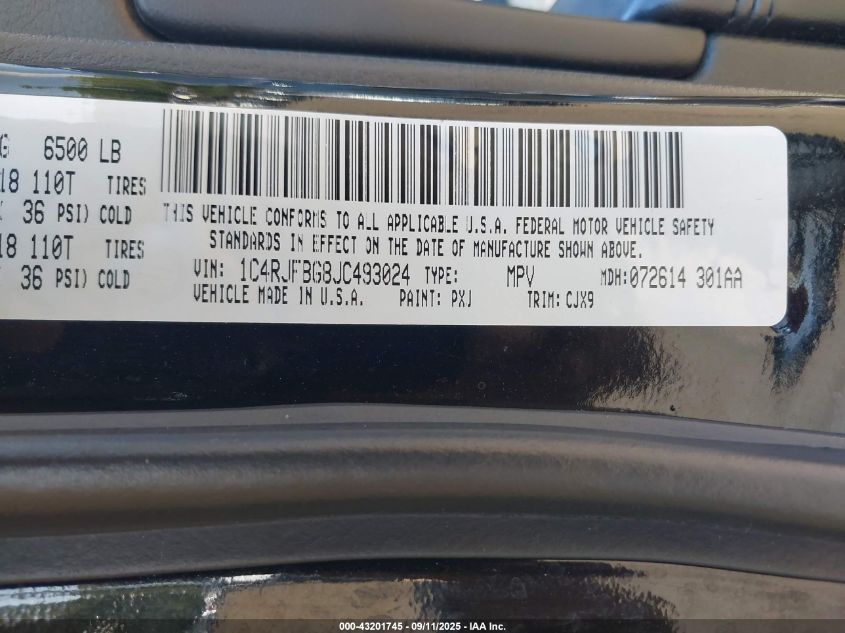 G 6500 LB
18 110T TIRES
36 PSI) COLD
18 110T TIRES
36 PSI) COLD
THIS VEHICLE CONFORMS TO ALL APPLICABLE U.S.A. FEDERAL MOTOR VEHICLE SAFETY
STANDARDS IN EFFECT ON THE DATE OF MANUFACTURE SHOWN ABOVE.
VIN: 1C4RJFBG8JC493024 TYPE: MPV MDH:072614 301AA
VEHICLE MADE IN U.S.A. PAINT: PXJ TRIM: CJX9
000-43201745 - 09/11/2025 - IAA Inc.